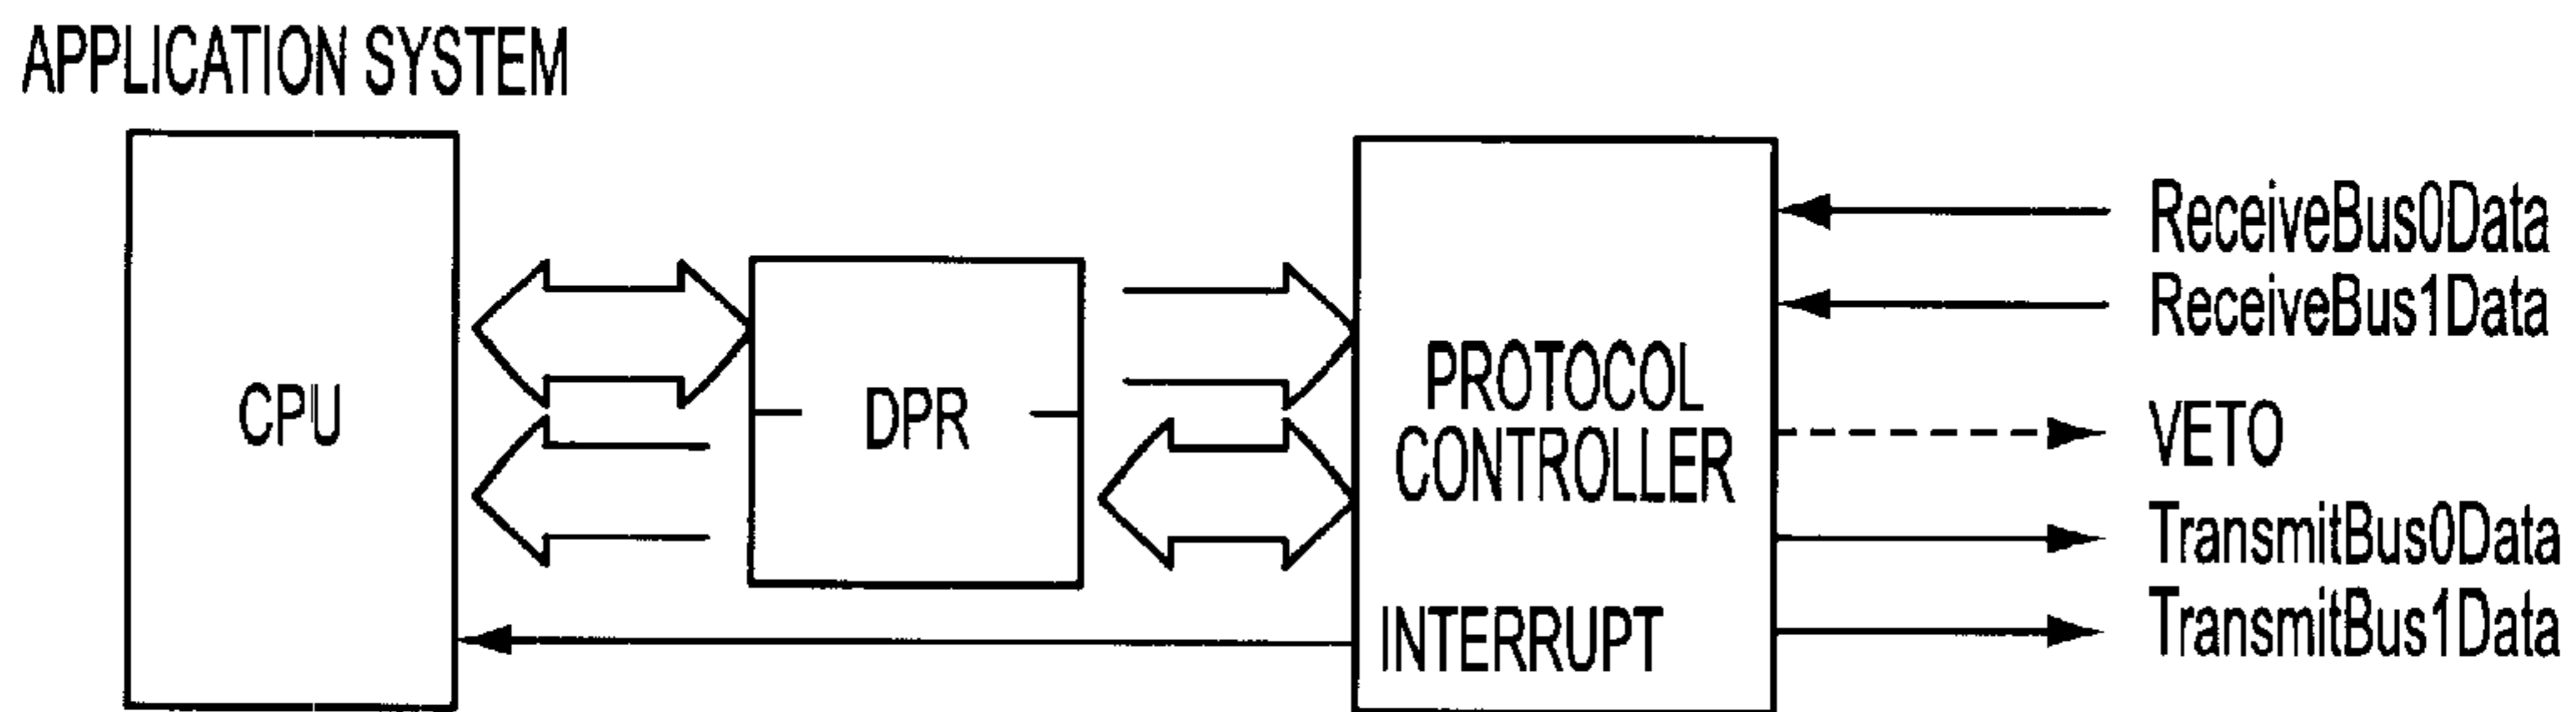 APPLICATION SYSTEM
CPU
DPR
PROTOCOL
CONTROLLER
INTERRUPT
ReceiveBus0Data
ReceiveBus1Data
VETO
TransmitBus0Data
TransmitBus1Data